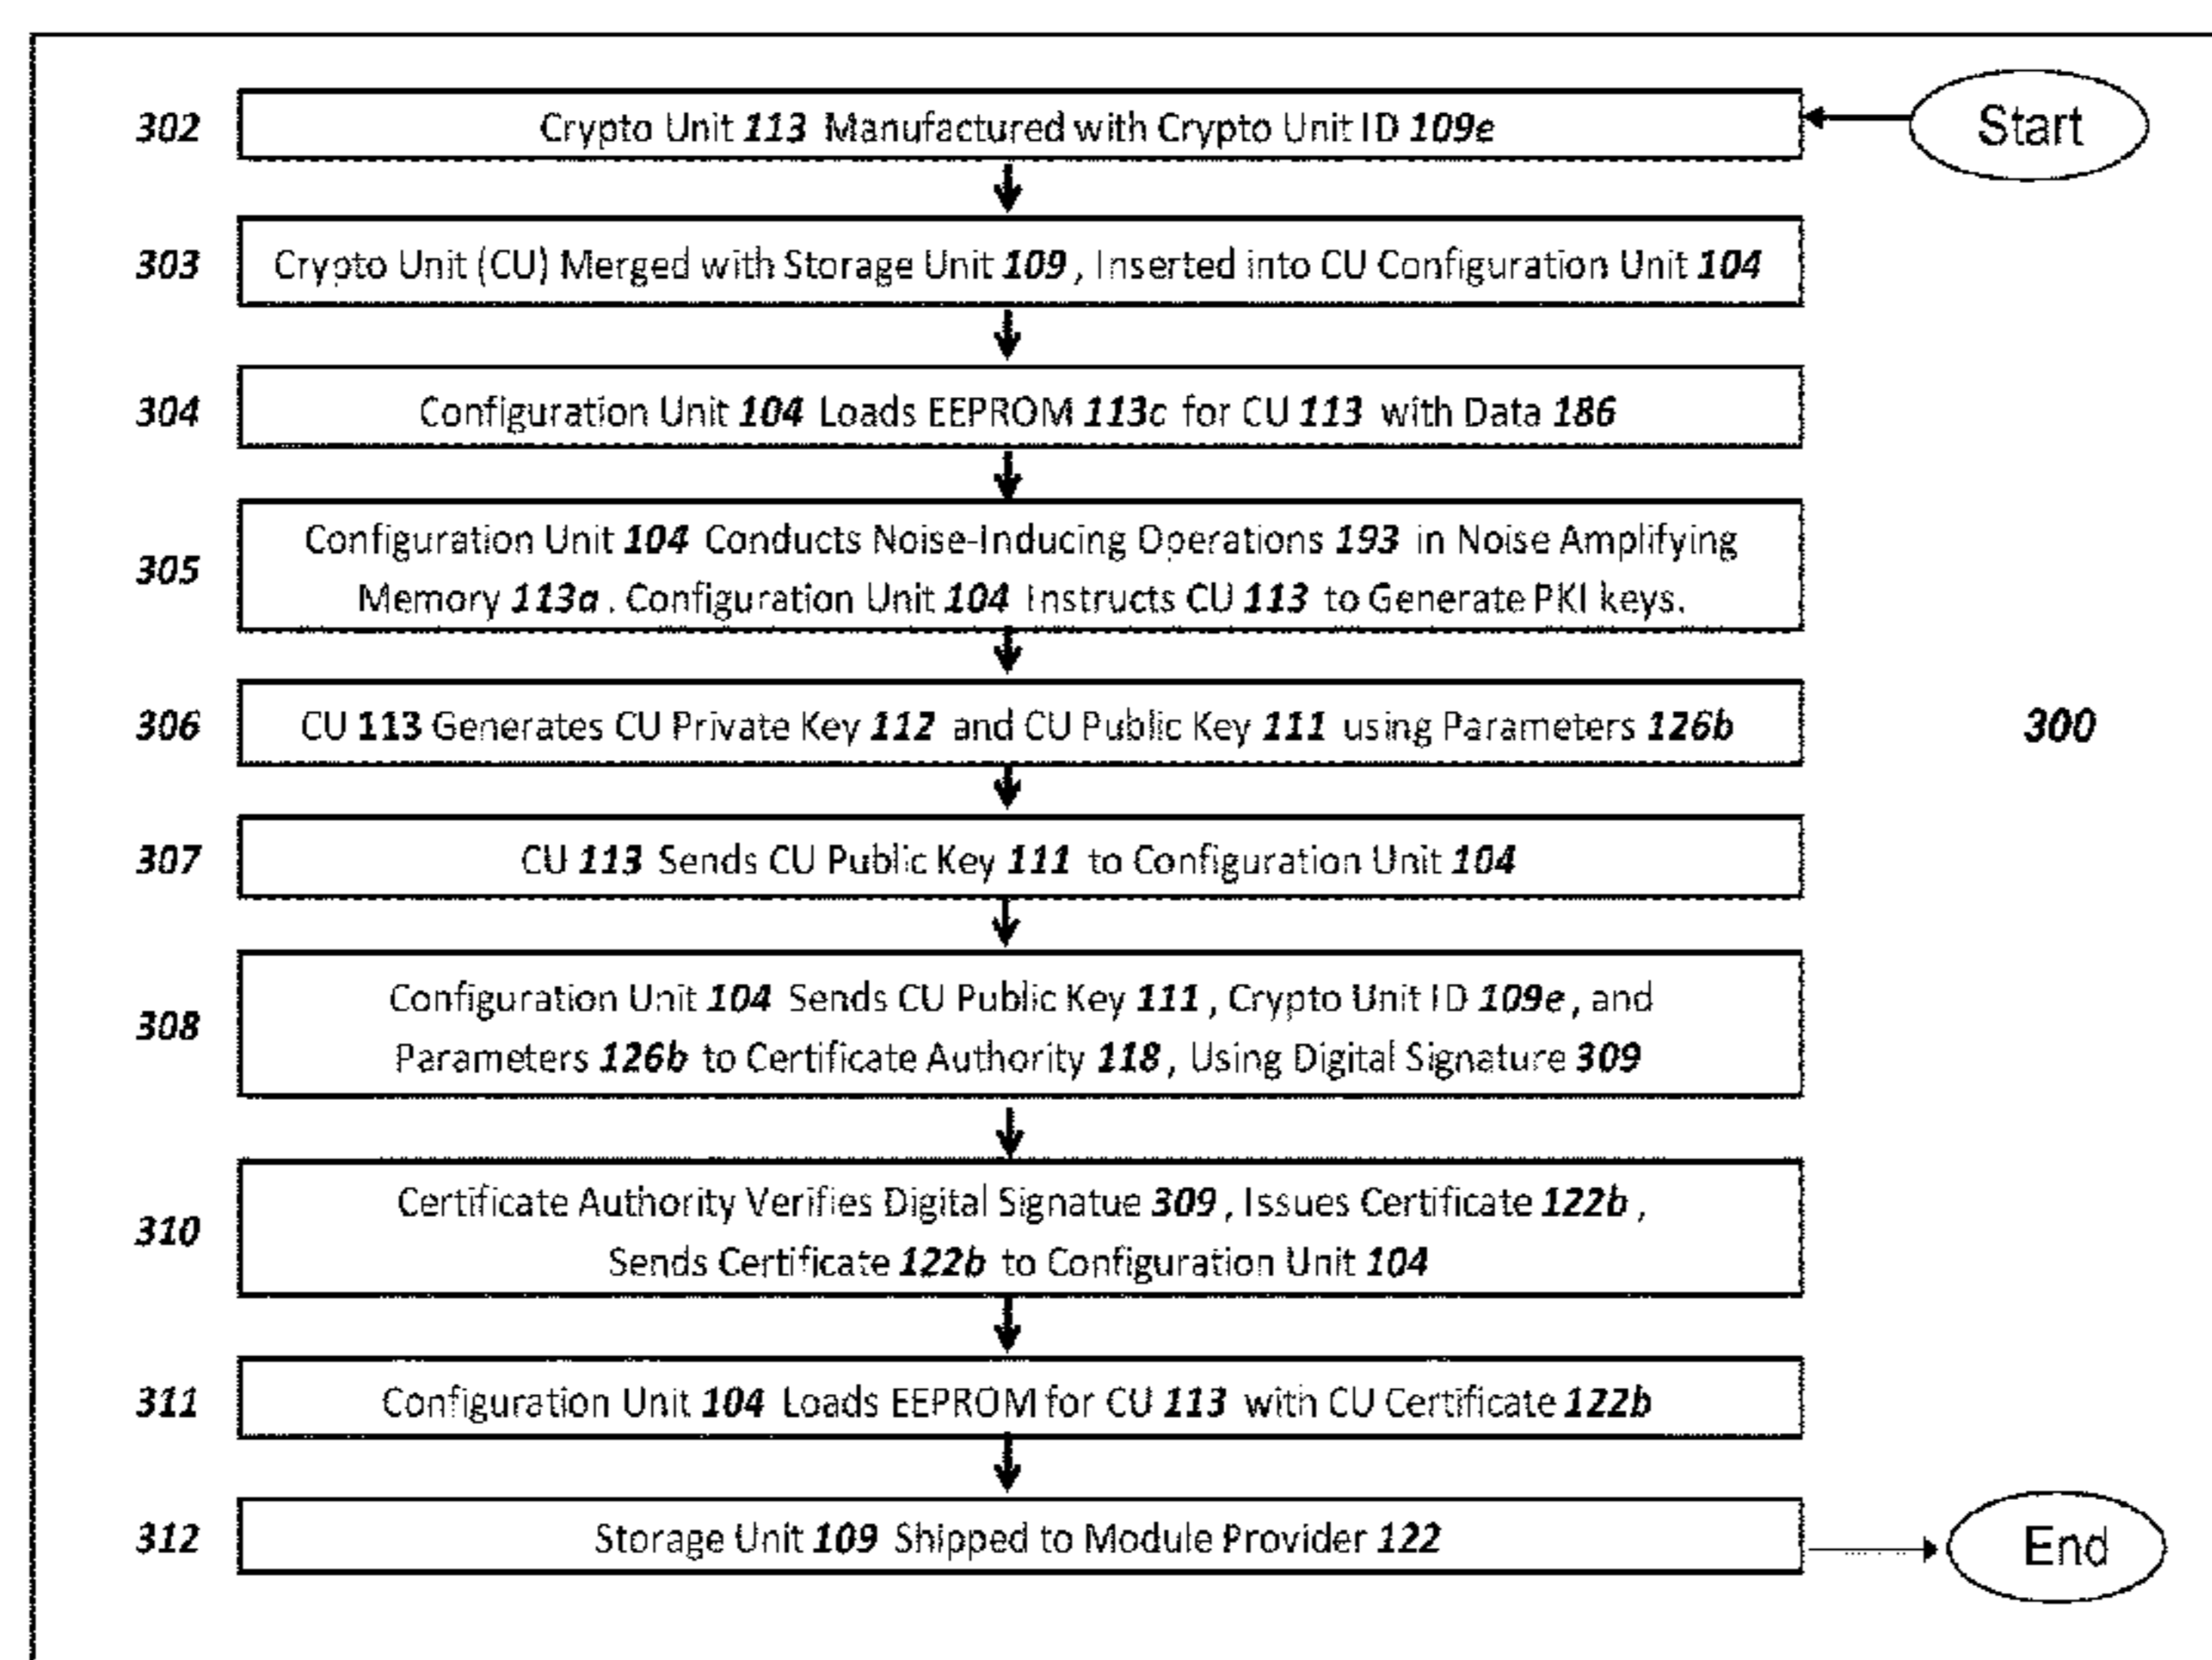 Start
302 Crypto Unit 113 Manufactured with Crypto Unit ID 109e
303 Crypto Unit (CU) Merged with Storage Unit 109, Inserted into CU Configuration Unit 104
304 Configuration Unit 104 Loads EEPROM 113c for CU 113 with Data 186
305 Configuration Unit 104 Conducts Noise-Inducing Operations 193 in Noise Amplifying
Memory 113a. Configuration Unit 104 Instructs CU 113 to Generate PKI keys.
306 CU 113 Generates CU Private Key 112 and CU Public Key 111 using Parameters 126b
300
307 CU 113 Sends CU Public Key 111 to Configuration Unit 104
308 Configuration Unit 104 Sends CU Public Key 111, Crypto Unit ID 109e, and
Parameters 126b to Certificate Authority 118, Using Digital Signature 309
310 Certificate Authority Verifies Digital Signatue 309, Issues Certificate 122b,
Sends Certificate 122b to Configuration Unit 104
311 Configuration Unit 104 Loads EEPROM for CU 113 with CU Certificate 122b
312 Storage Unit 109 Shipped to Module Provider 122
End